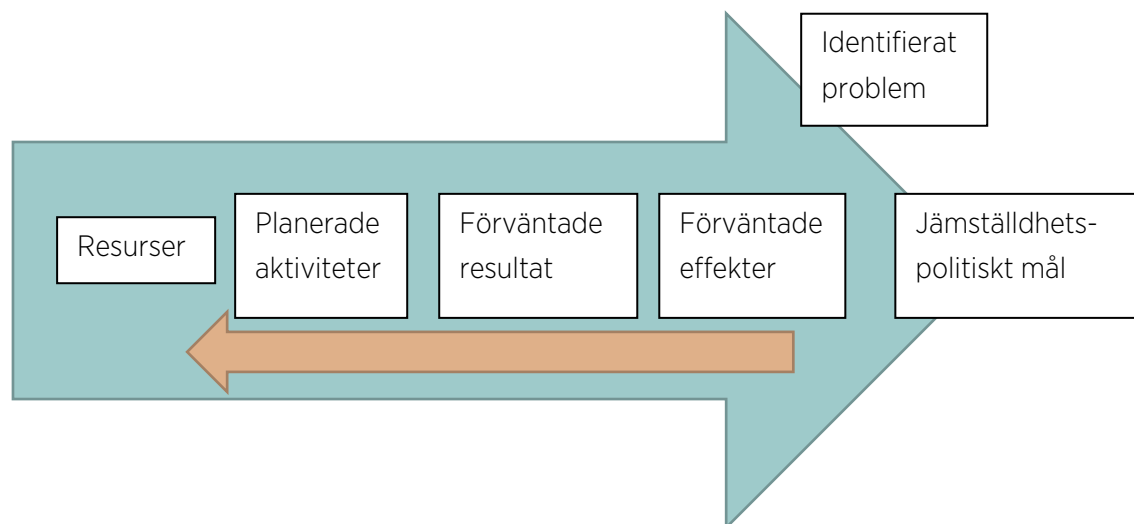 Identifierat
problem
Resurser
Planerade
aktiviteter
Förväntade
resultat
Förväntade
effekter
Jämställdhets-
politiskt mål